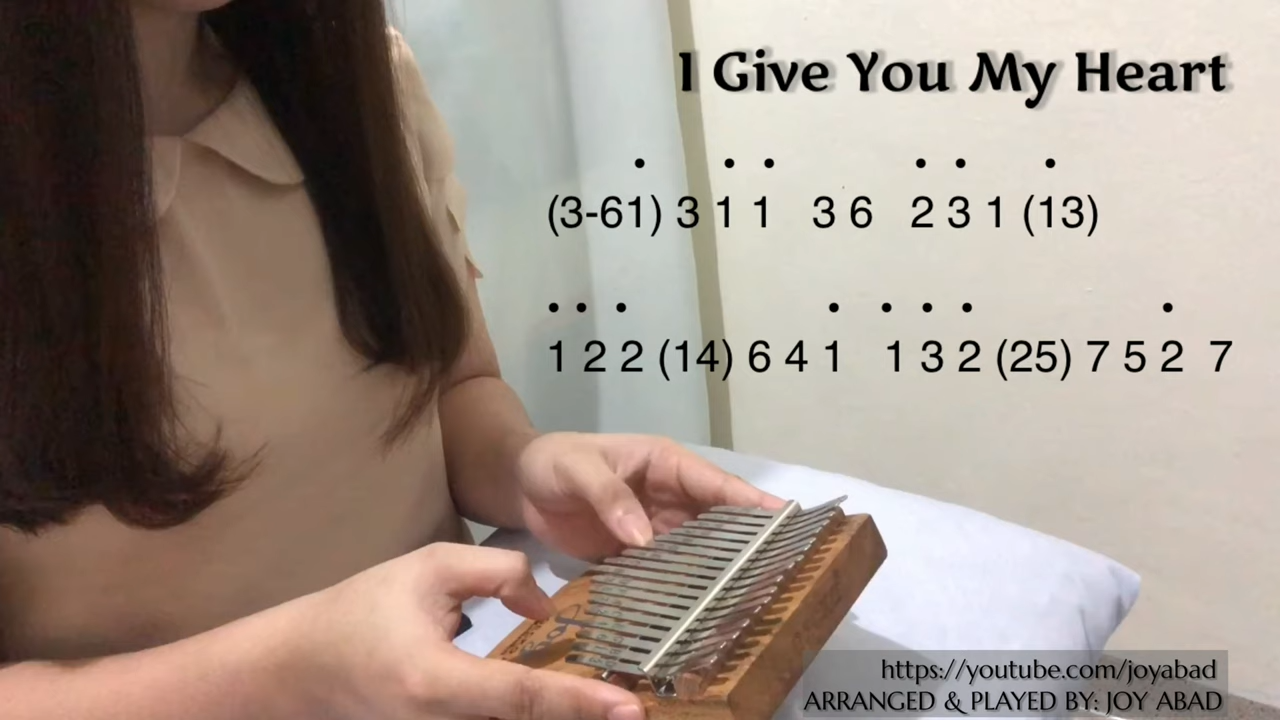 I Give You My Heart
• • • • • •
(3-61) 3 1 1 3 6 2 3 1 (13)
• • • • • • • •
1 2 2 (14) 6 4 1 1 3 2 (25) 7 5 2 7
https://youtube.com/joyabad
ARRANGED & PLAYED BY: JOY ABAD